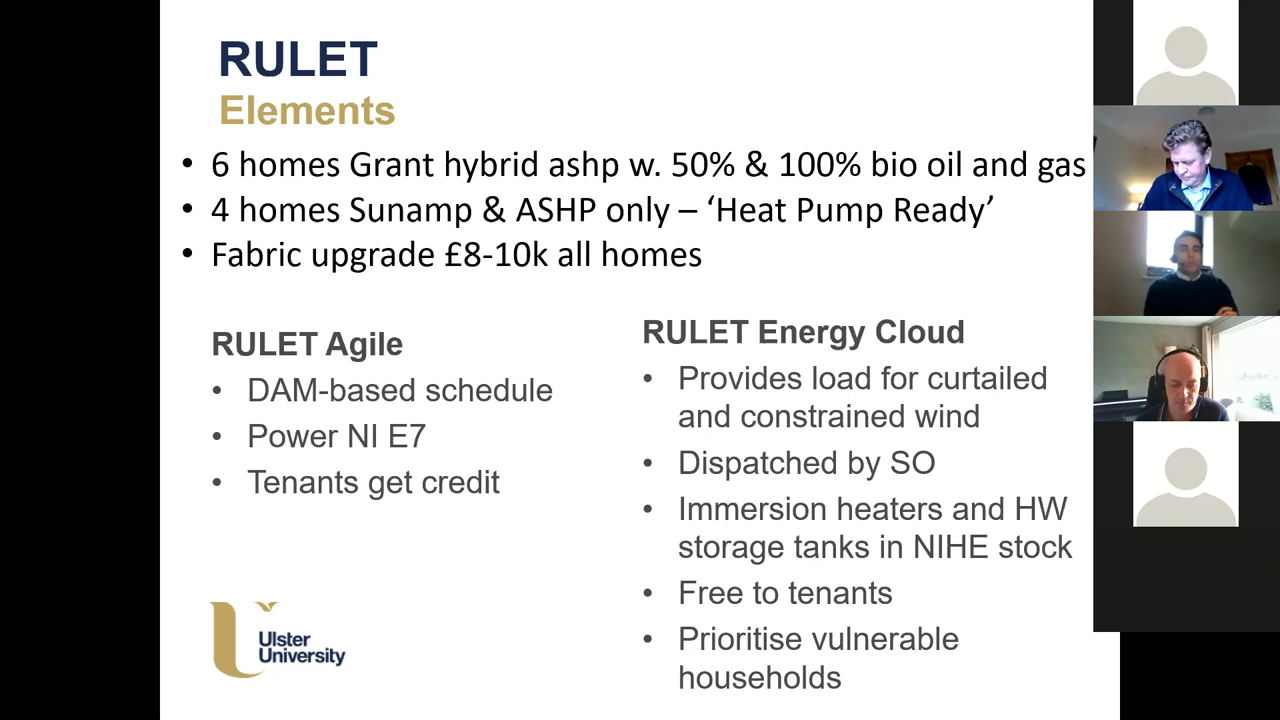 RULET
Elements
• 6 homes Grant hybrid ashp w. 50% & 100% bio oil and gas
• 4 homes Sunamp & ASHP only – ‘Heat Pump Ready’
• Fabric upgrade £8-10k all homes
RULET Agile
• DAM-based schedule
• Power NI E7
• Tenants get credit
RULET Energy Cloud
• Provides load for curtailed
and constrained wind
• Dispatched by SO
• Immersion heaters and HW
storage tanks in NIHE stock
• Free to tenants
• Prioritise vulnerable
households
Ulster
University